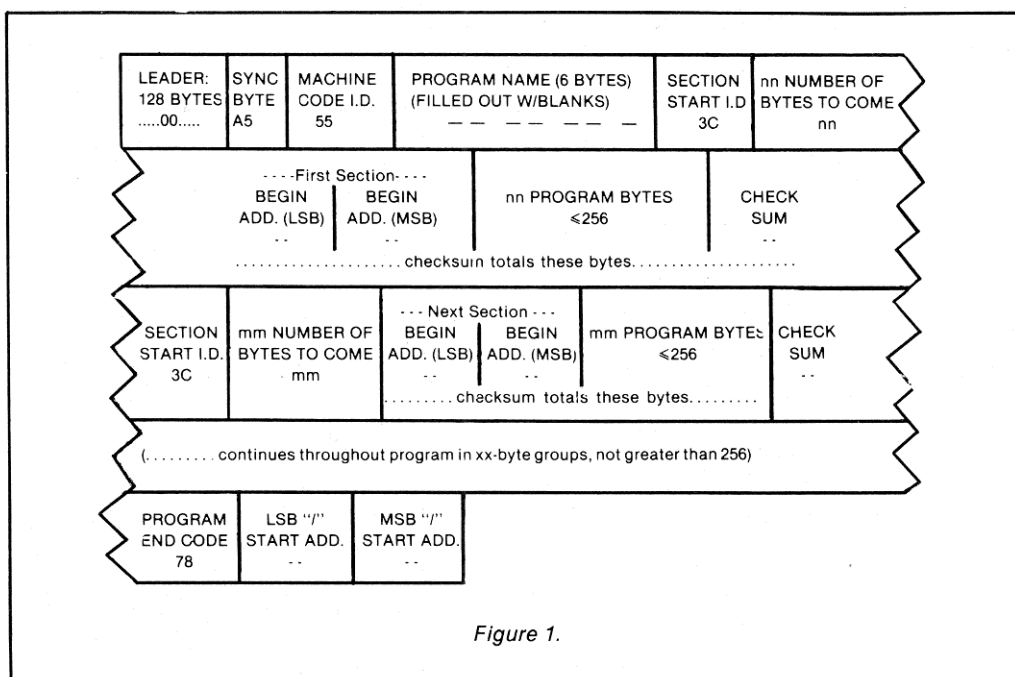 LEADER:
128 BYTES
.....00.....
SYNC
BYTE
A5
MACHINE
CODE I.D.
55
PROGRAM NAME (6 BYTES)
(FILLED OUT W/BLANKS)
— — — — — —
SECTION
START I.D
3C
nn NUMBER OF
BYTES TO COME
nn
----First Section----
BEGIN
ADD. (LSB)
--
BEGIN
ADD. (MSB)
--
nn PROGRAM BYTES
≤256
CHECK
SUM
--
.....................checksum totals these bytes....................
SECTION
START I.D.
3C
mm NUMBER OF
BYTES TO COME
mm
--- Next Section ---
BEGIN
ADD. (LSB)
--
BEGIN
ADD. (MSB)
--
mm PROGRAM BYTES
≤256
CHECK
SUM
--
.........checksum totals these bytes.........
(......... continues throughout program in xx-byte groups, not greater than 256)
PROGRAM
END CODE
78
LSB "/"
START ADD.
--
MSB "/"
START ADD.
--
Figure 1.